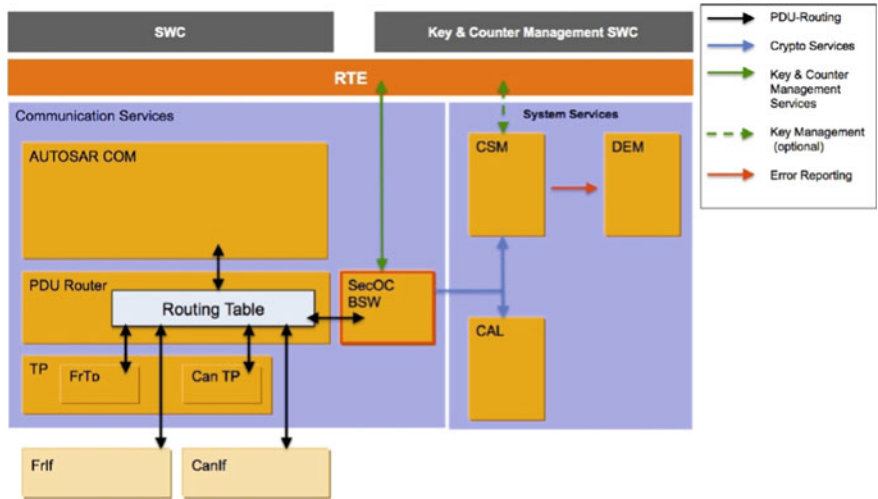 SWC
Key & Counter Management SWC
RTE
Communication Services
System Services
AUTOSAR COM
CSM
DEM
PDU Router
Routing Table
SecOC
BSW
CAL
TP
FrTp
Can TP
FrIf
CanIf
PDU-Routing
Crypto Services
Key & Counter
Management
Services
Key Management
(optional)
Error Reporting